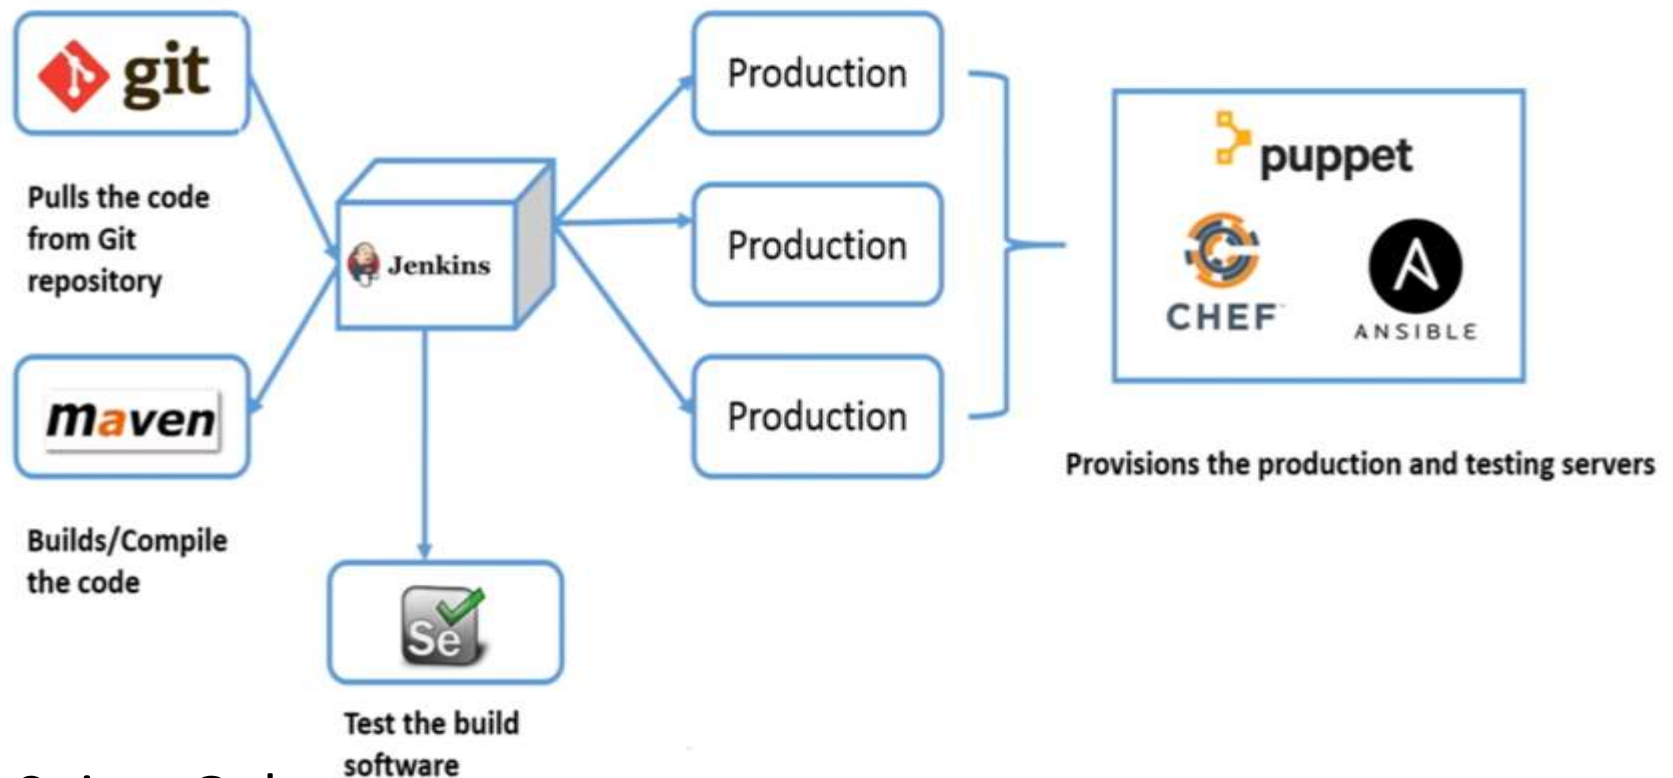 git
Pulls the code
from Git
repository
maven
Builds/Compile
the code
Jenkins
Se
Test the build
software
Production
Production
Production
puppet
CHEF
ANSIBLE
Provisions the production and testing servers